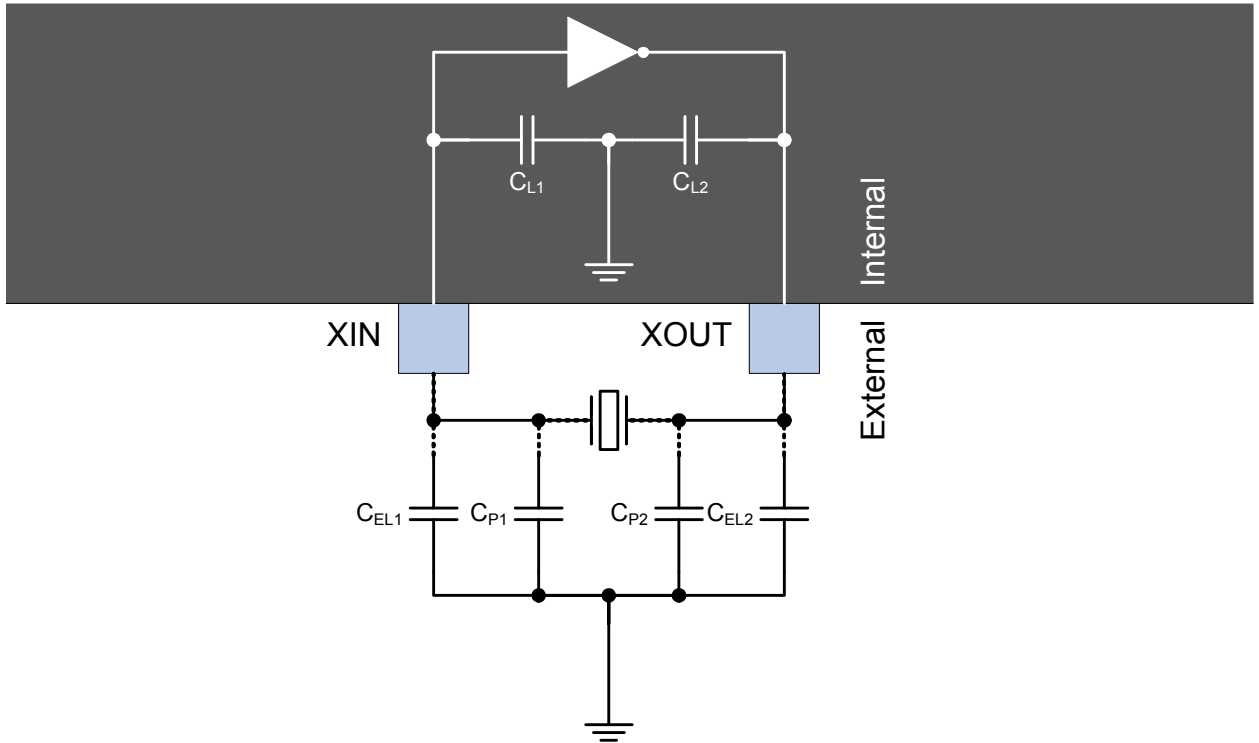 CL1
CL2
Internal
XIN
XOUT
External
CEL1
CP1
CP2
CEL2